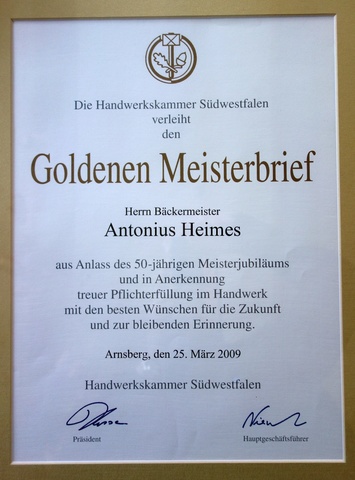 Die Handwerkskammer Südwestfalen
verleiht
den
Goldenen Meisterbrief
Herrn Bäckermeister
Antonius Heimes
aus Anlass des 50-jährigen Meisterjubiläums
und in Anerkennung
treuer Pflichterfüllung im Handwerk
mit den besten Wünschen für die Zukunft
und zur bleibenden Erinnerung.
Arnsberg, den 25. März 2009
Handwerkskammer Südwestfalen
Präsident
Hauptgeschäftsführer